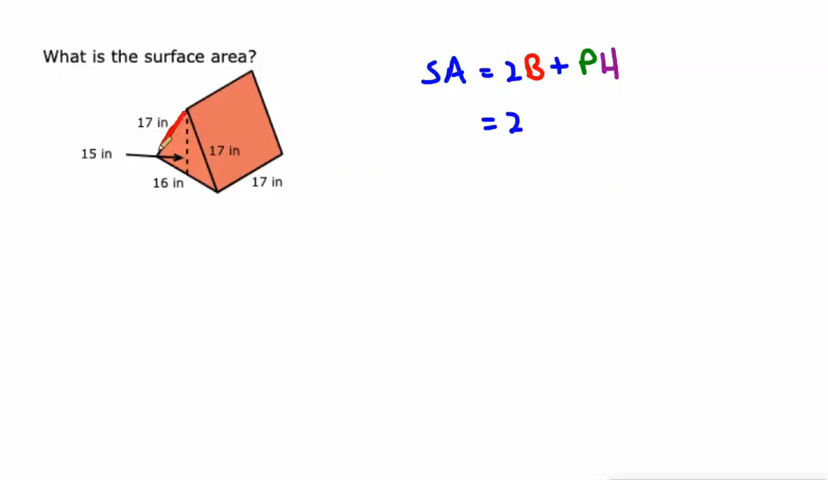 What is the surface area?
SA = 2B + PH
= 2
17 in
15 in
17 in
16 in
17 in